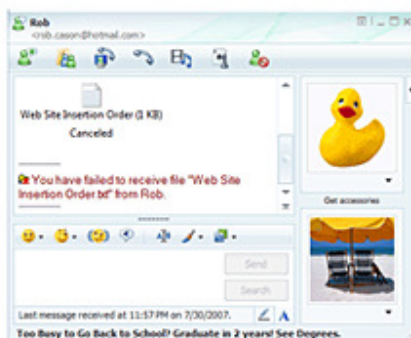 Rob
<rob.cason@hotmail.com>
Web Site Insertion Order (1 KB)
Canceled
You have failed to receive file "Web Site
Insertion Order.txt" from Rob.
Get accessories
Send
Search
Last message received at 11:57 PM on 7/30/2007.
A
Too Busy to Go Back to School? Graduate in 2 years! See Degrees.